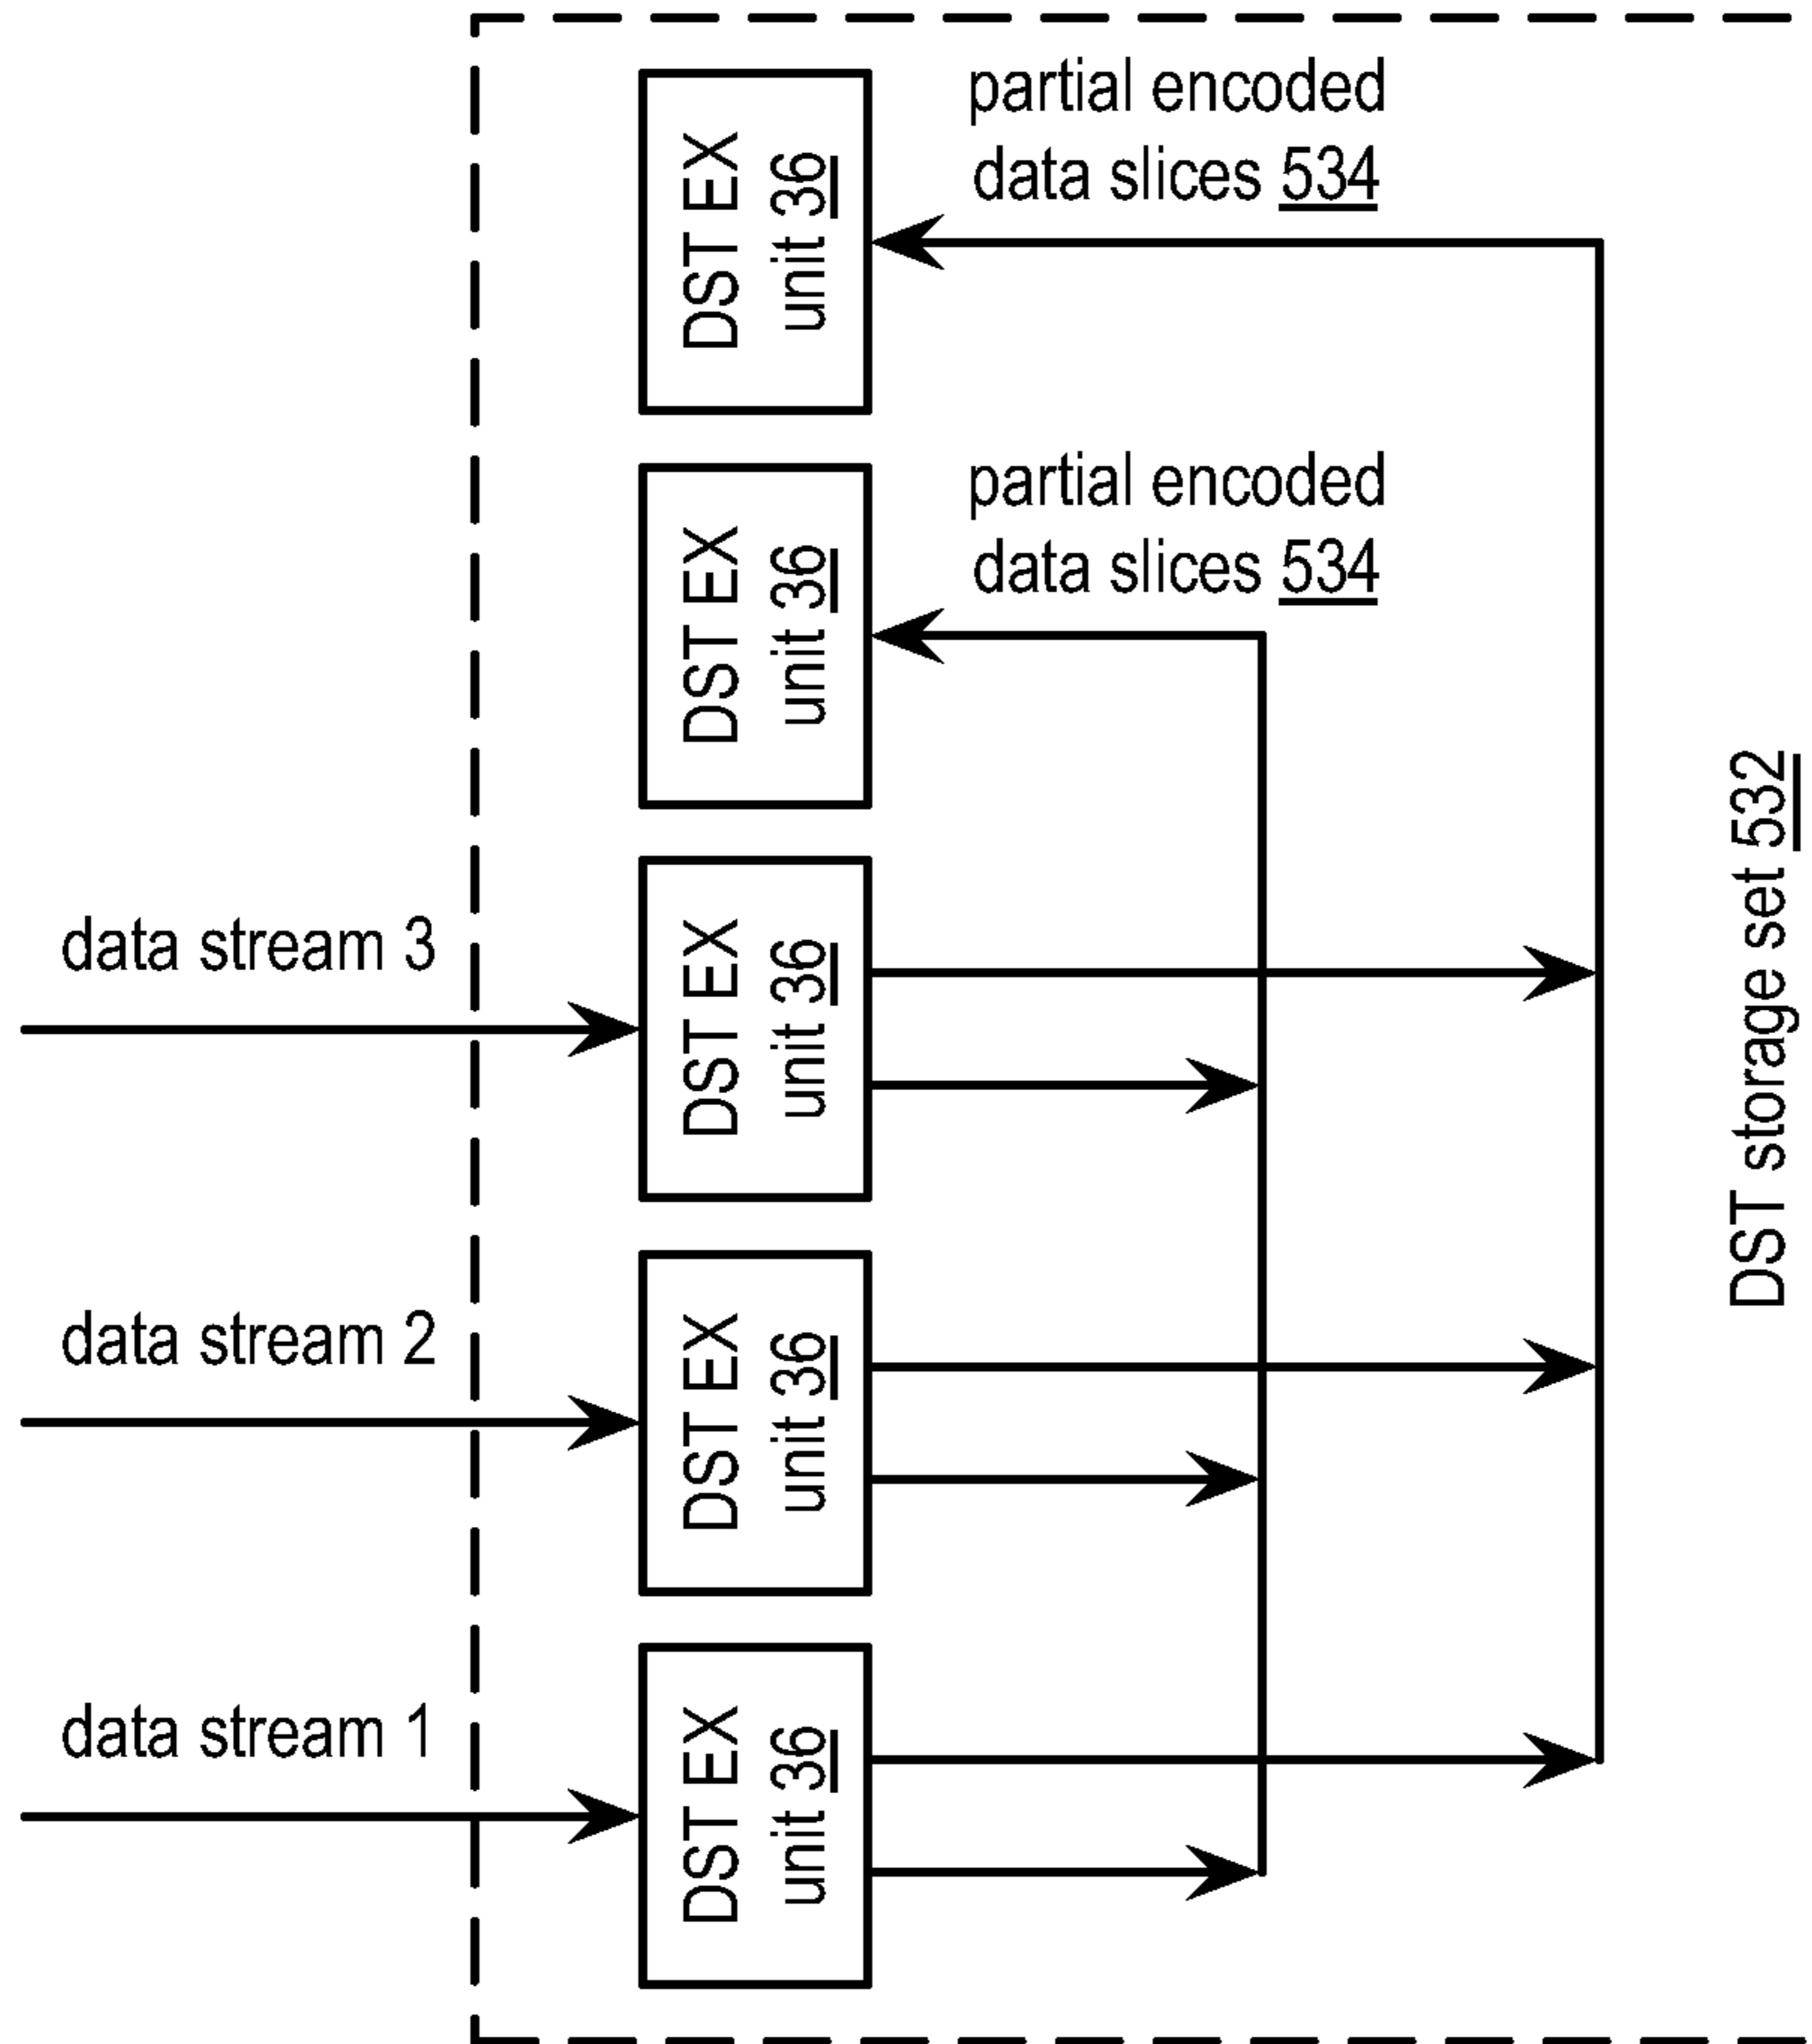 partial encoded
data slices 534
DST EX
unit 36
partial encoded
data slices 534
DST EX
unit 36
data stream 3
DST EX
unit 36
data stream 2
DST EX
unit 36
data stream 1
DST EX
unit 36
DST storage set 532